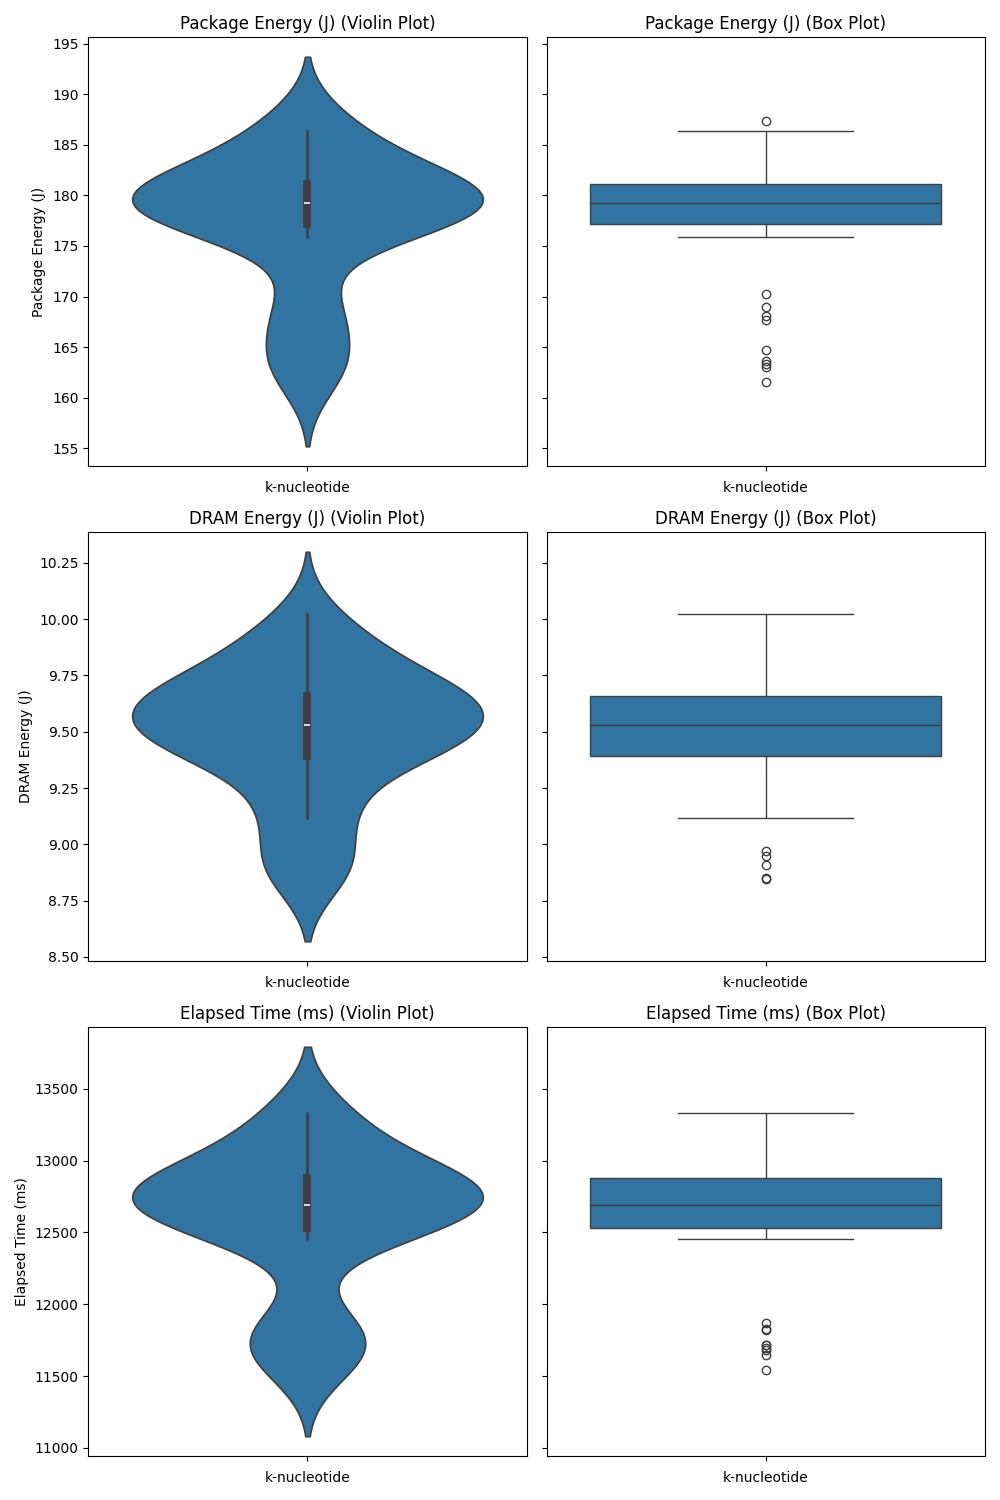 Package Energy (J) (Violin Plot)
Package Energy (J) (Box Plot)
195
190
185
180
175
170
165
160
155
Package Energy (J)
k-nucleotide
k-nucleotide
DRAM Energy (J) (Violin Plot)
DRAM Energy (J) (Box Plot)
10.25
10.00
9.75
9.50
9.25
9.00
8.75
8.50
DRAM Energy (J)
k-nucleotide
k-nucleotide
Elapsed Time (ms) (Violin Plot)
Elapsed Time (ms) (Box Plot)
13500
13000
12500
12000
11500
11000
Elapsed Time (ms)
k-nucleotide
k-nucleotide